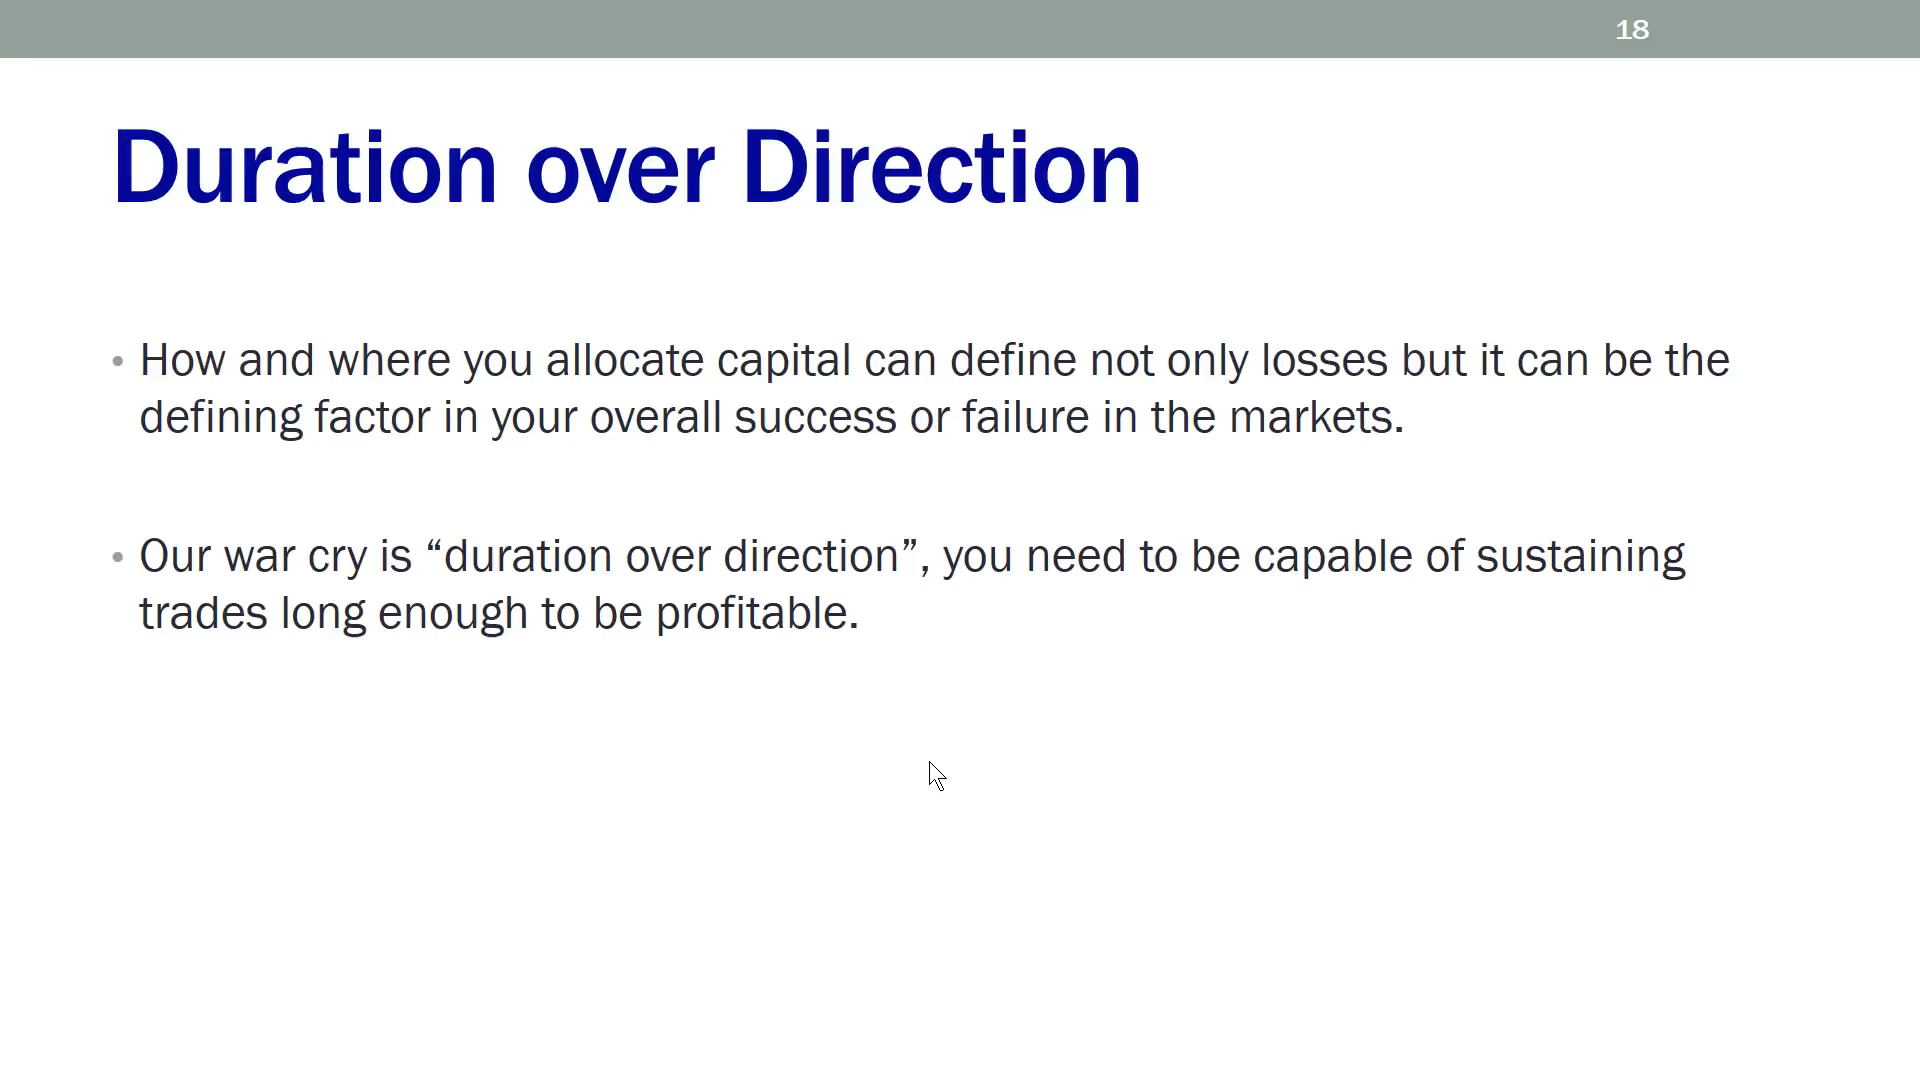 18
Duration over Direction
• How and where you allocate capital can define not only losses but it can be the
defining factor in your overall success or failure in the markets.
• Our war cry is “duration over direction”, you need to be capable of sustaining
trades long enough to be profitable.